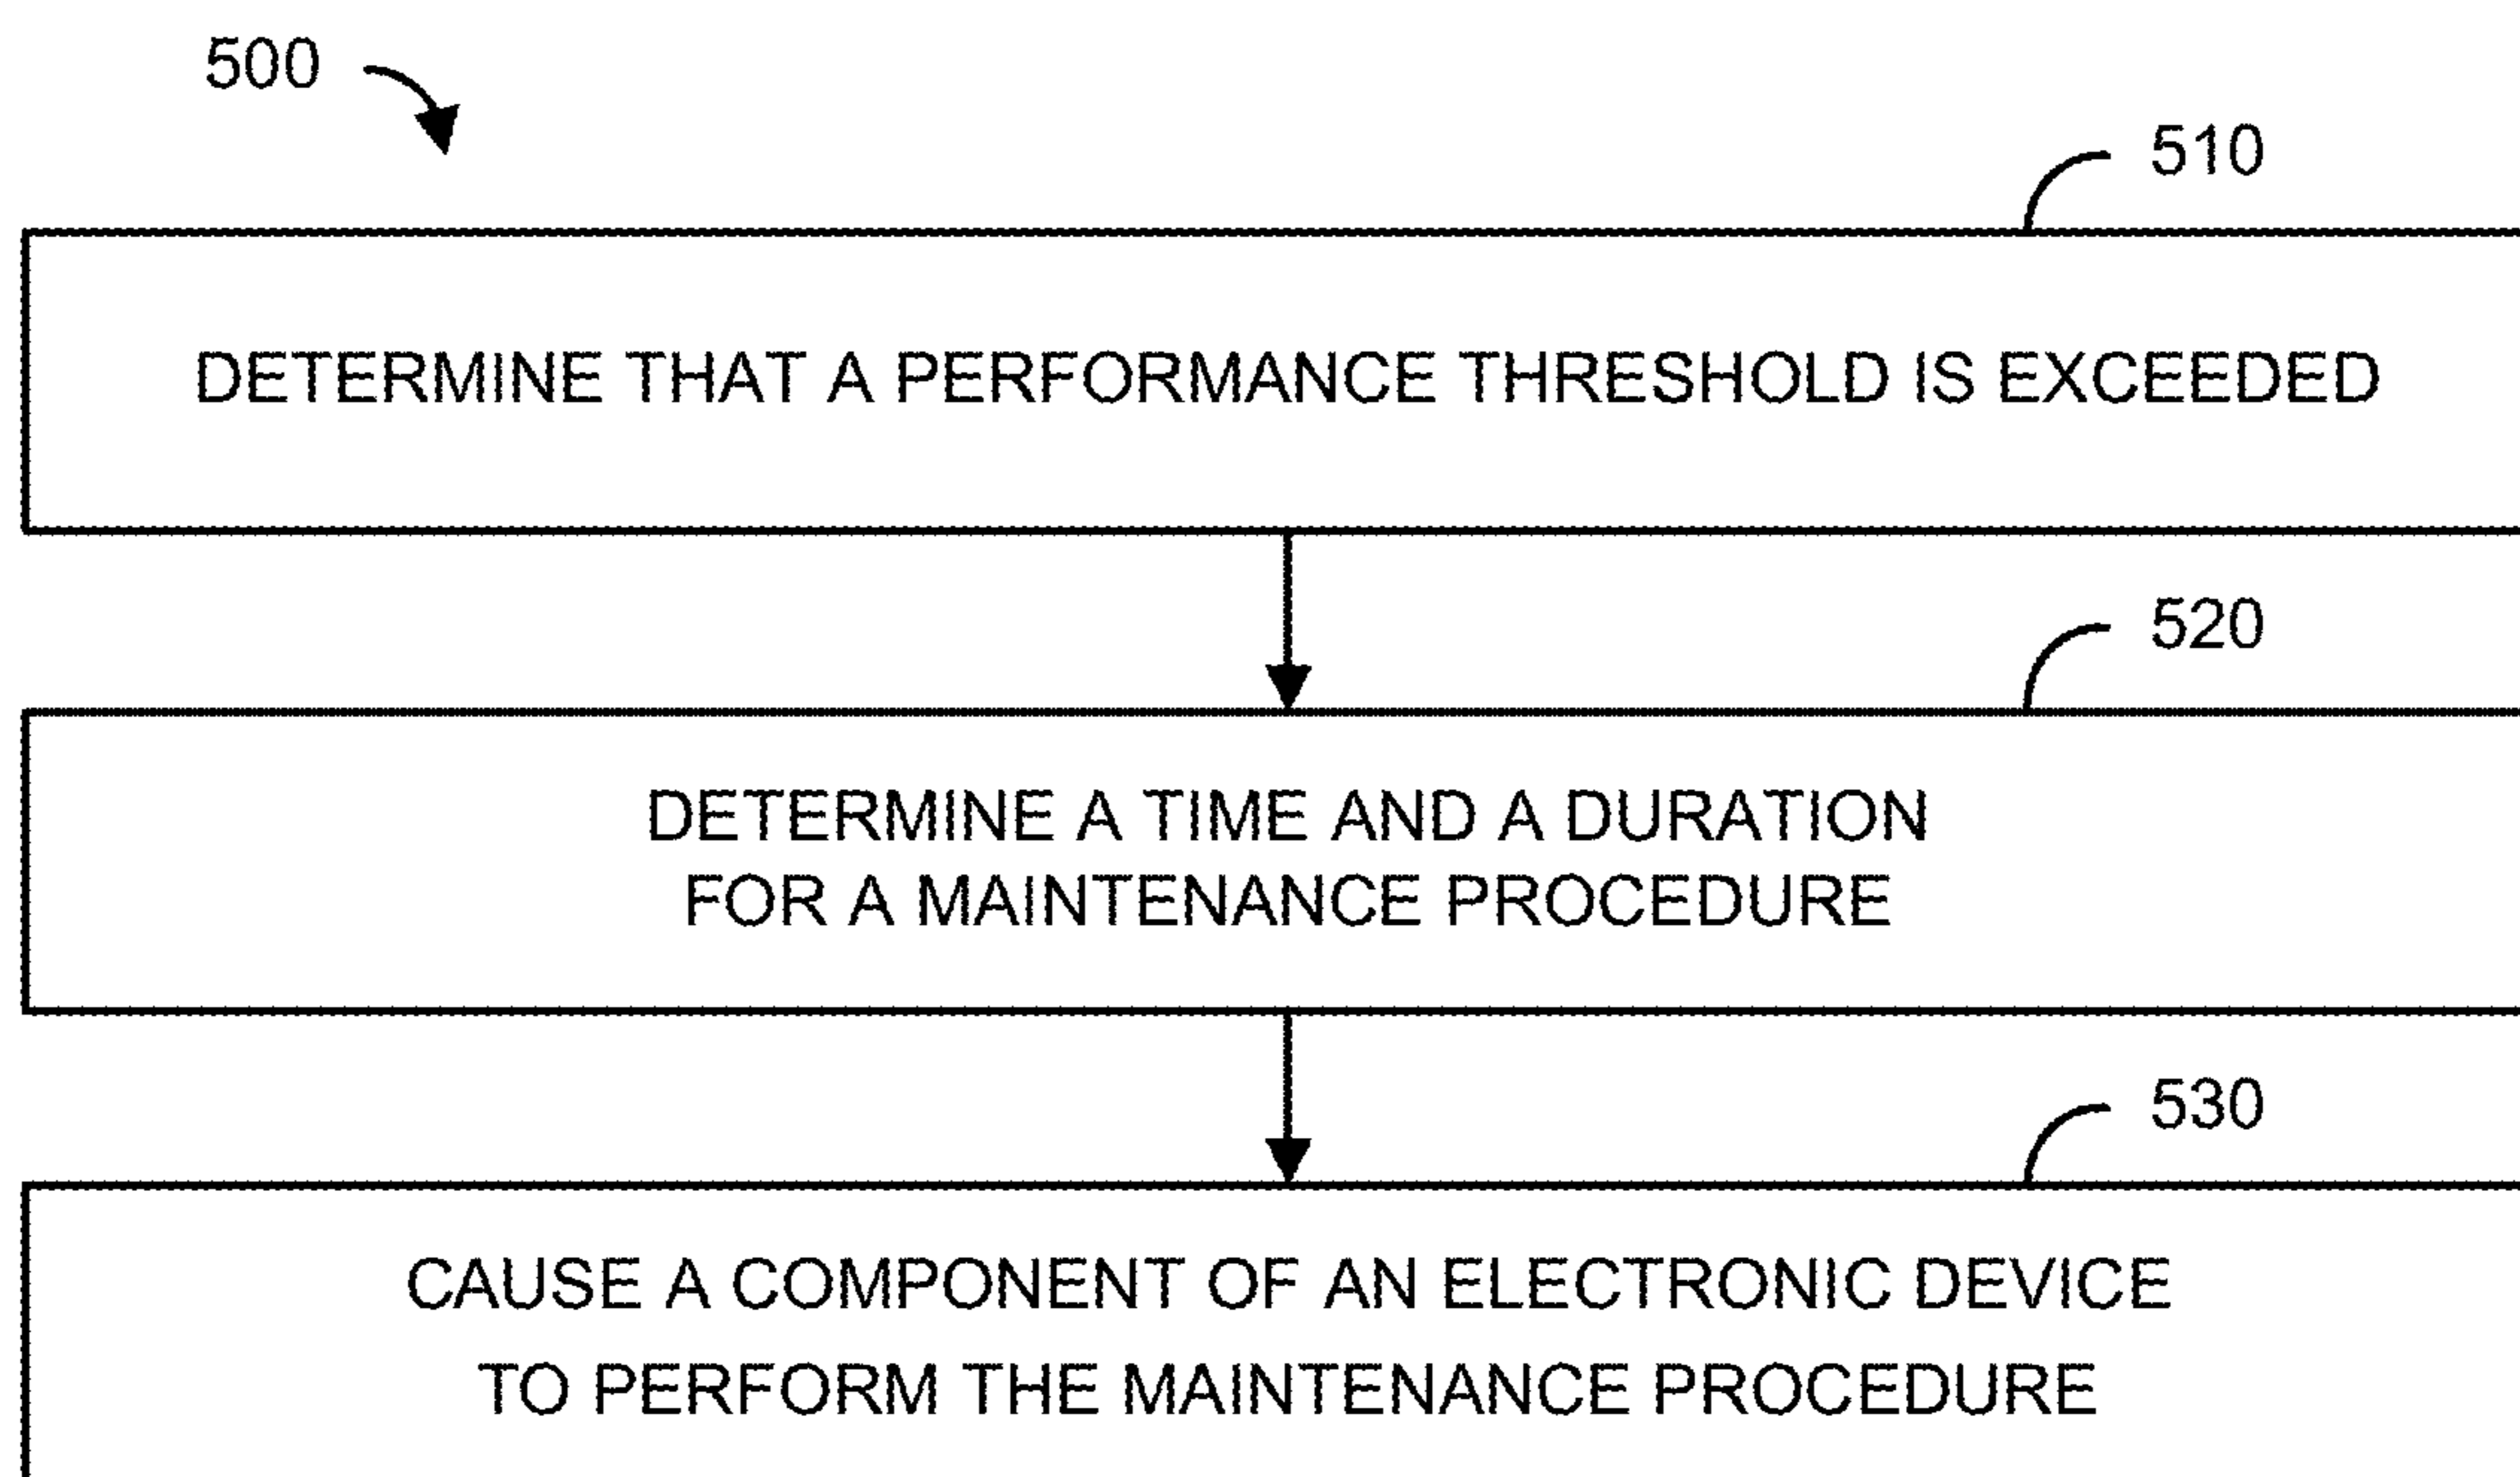 500
510
DETERMINE THAT A PERFORMANCE THRESHOLD IS EXCEEDED
520
DETERMINE A TIME AND A DURATION
FOR A MAINTENANCE PROCEDURE
530
CAUSE A COMPONENT OF AN ELECTRONIC DEVICE
TO PERFORM THE MAINTENANCE PROCEDURE